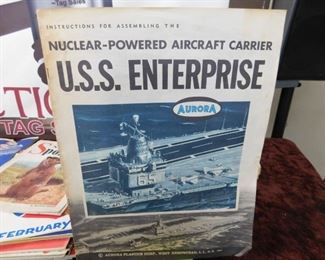 -Tag Sales
INSTRUCTIONS FOR ASSEMBLING THE
NUCLEAR-POWERED AIRCRAFT CARRIER
U.S.S. ENTERPRISE
AURORA
65
© AURORA PLASTICS CORP., WEST HEMPSTEAD, L.I., N.Y.
TAG S
FEBRUARY